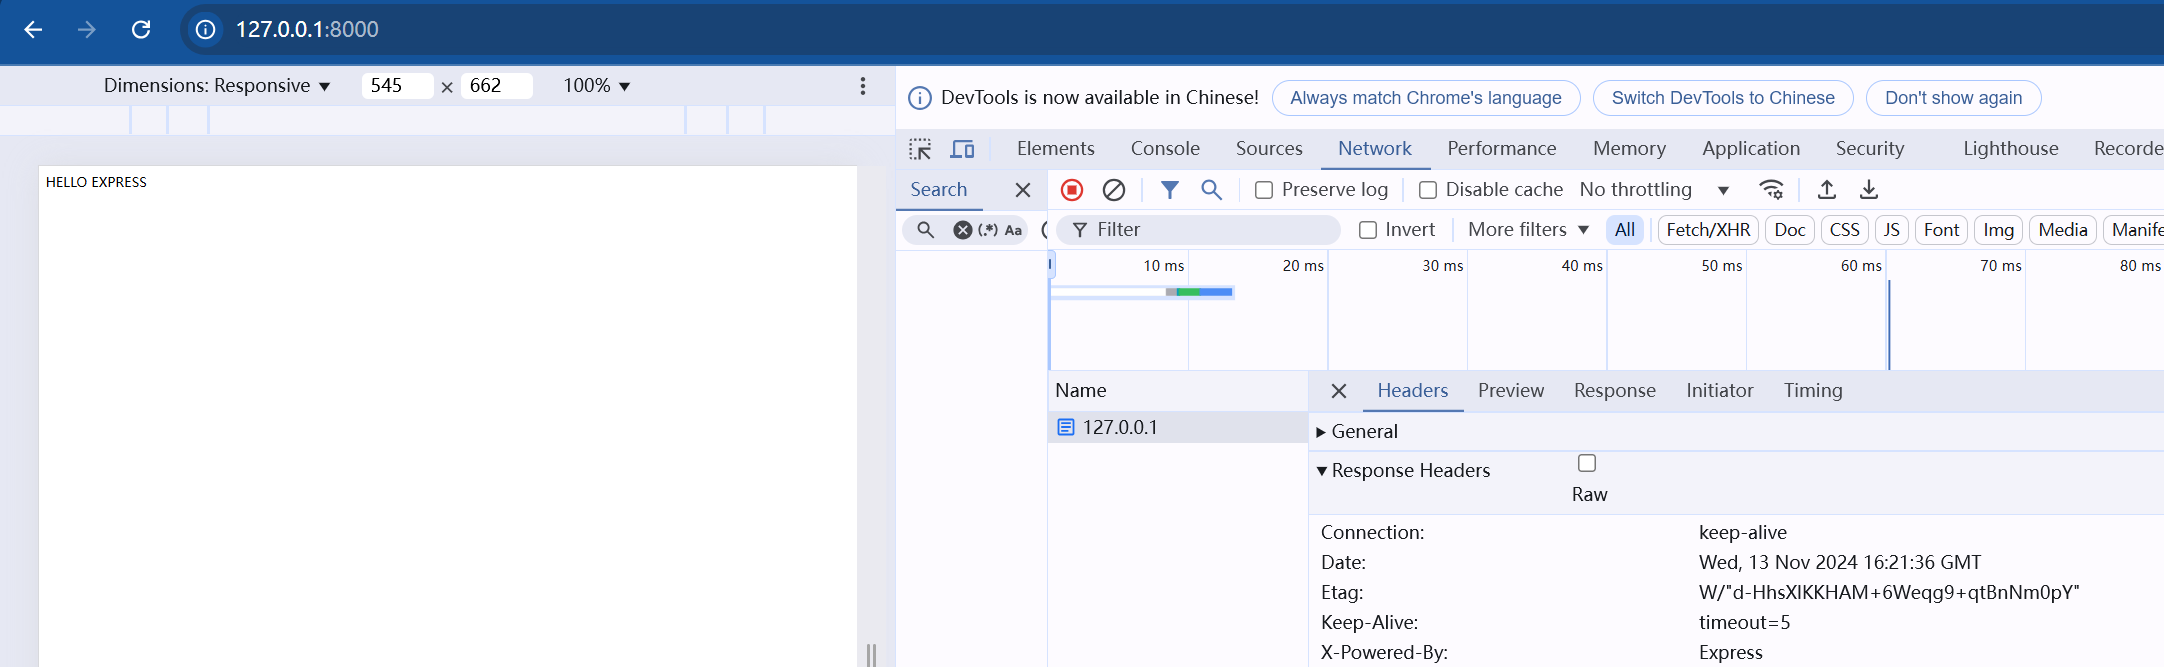 127.0.0.1:8000
Dimensions: Responsive ▼ 545 × 662 100% ▼
DevTools is now available in Chinese! Always match Chrome's language Switch DevTools to Chinese Don't show again
Elements Console Sources Network Performance Memory Application Security Lighthouse Recorde
HELLO EXPRESS
Search Preserve log Disable cache No throttling ▼
(.*) Aa Filter Invert More filters ▼ All Fetch/XHR Doc CSS JS Font Img Media Manife
10 ms 20 ms 30 ms 40 ms 50 ms 60 ms 70 ms 80 ms
Name Headers Preview Response Initiator Timing
127.0.0.1
General
Response Headers
Raw
Connection: keep-alive
Date: Wed, 13 Nov 2024 16:21:36 GMT
Etag: W/"d-HhsXIKKHAM+6Weqg9+qtBnNm0pY"
Keep-Alive: timeout=5
X-Powered-By: Express